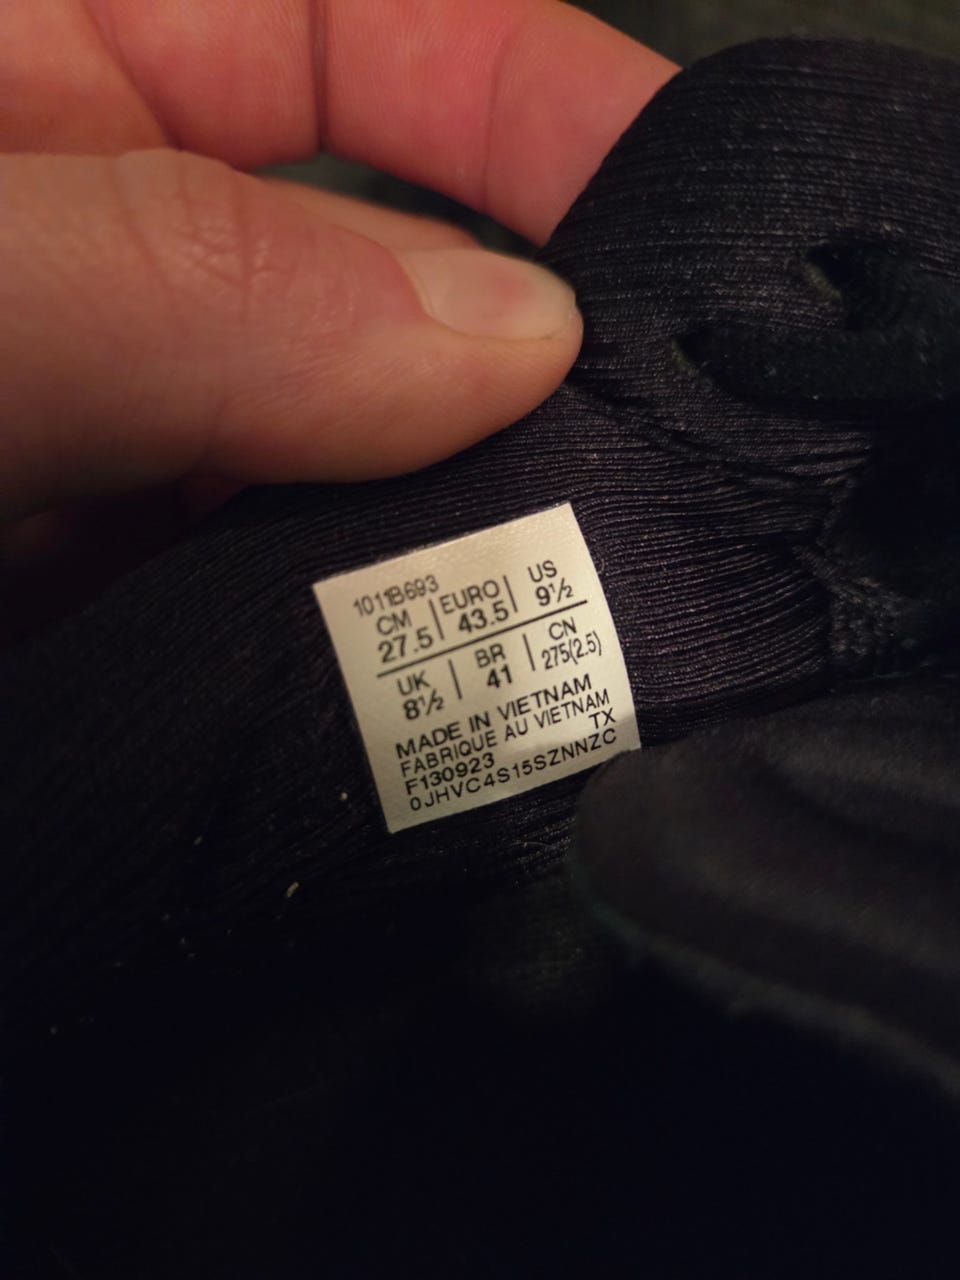 1011B693
CM | EURO | US
27.5 | 43.5 | 9½
UK | BR | CN
8½ | 41 | 275(2.5)
MADE IN VIETNAM
FABRIQUE AU VIETNAM
F130923 TX
0JHVC4S15SZNNZC